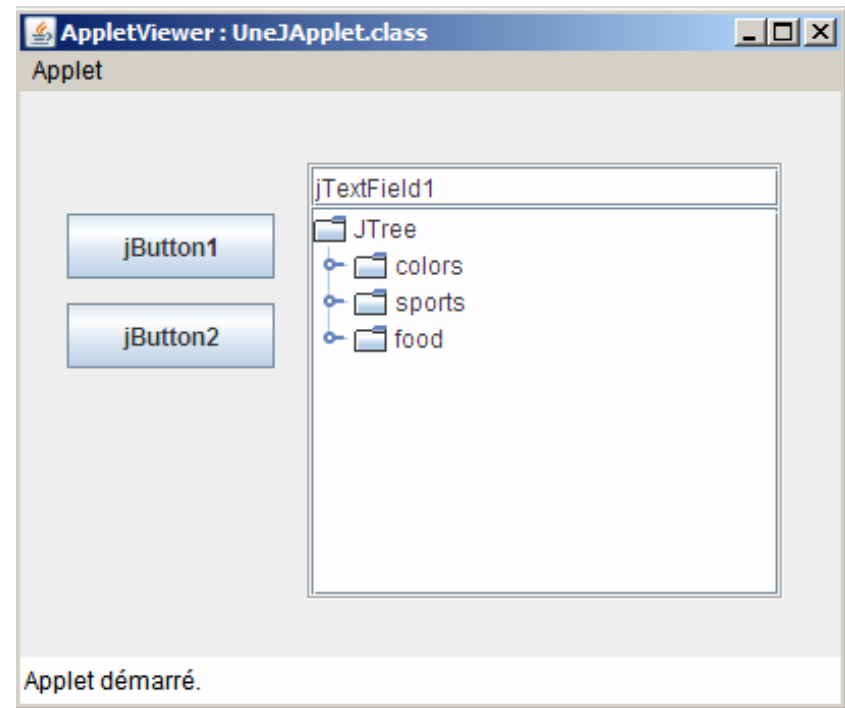 AppletViewer : UneJApplet.class
Applet
jTextField1
jButton1
jButton2
JTree
colors
sports
food
Applet démarré.